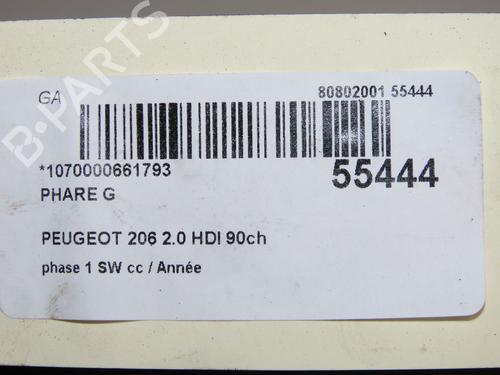 GA 80802001 55444
*1070000661793 55444
PHARE G
PEUGEOT 206 2.0 HDI 90ch
phase 1 SW cc / Année
B-PARTS